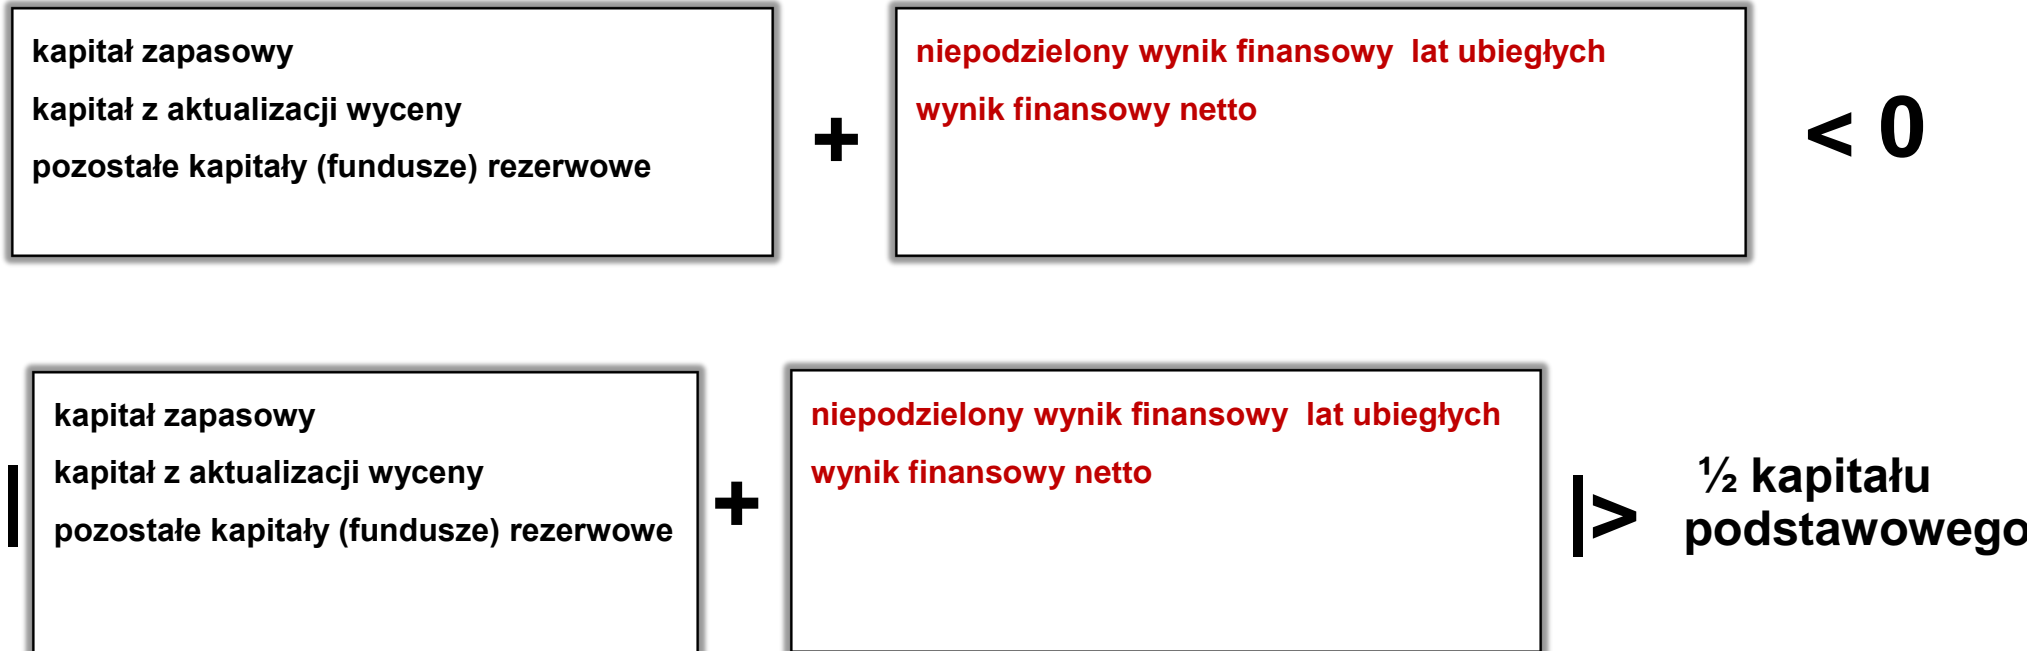 kapitał zapasowy
kapitał z aktualizacji wyceny
pozostałe kapitały (fundusze) rezerwowe
+
niepodzielony wynik finansowy  lat ubiegłych
wynik finansowy netto
< 0
|
kapitał zapasowy
kapitał z aktualizacji wyceny
pozostałe kapitały (fundusze) rezerwowe
+
niepodzielony wynik finansowy  lat ubiegłych
wynik finansowy netto
|>
½ kapitału
podstawowego